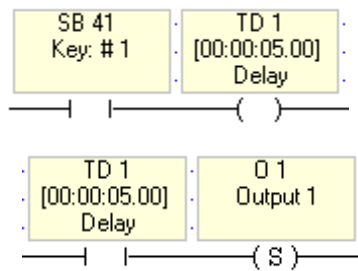 SB 41
Key: # 1
TD 1
[00:00:05.00]
Delay
( )
TD 1
[00:00:05.00]
Delay
O 1
Output 1
( S )